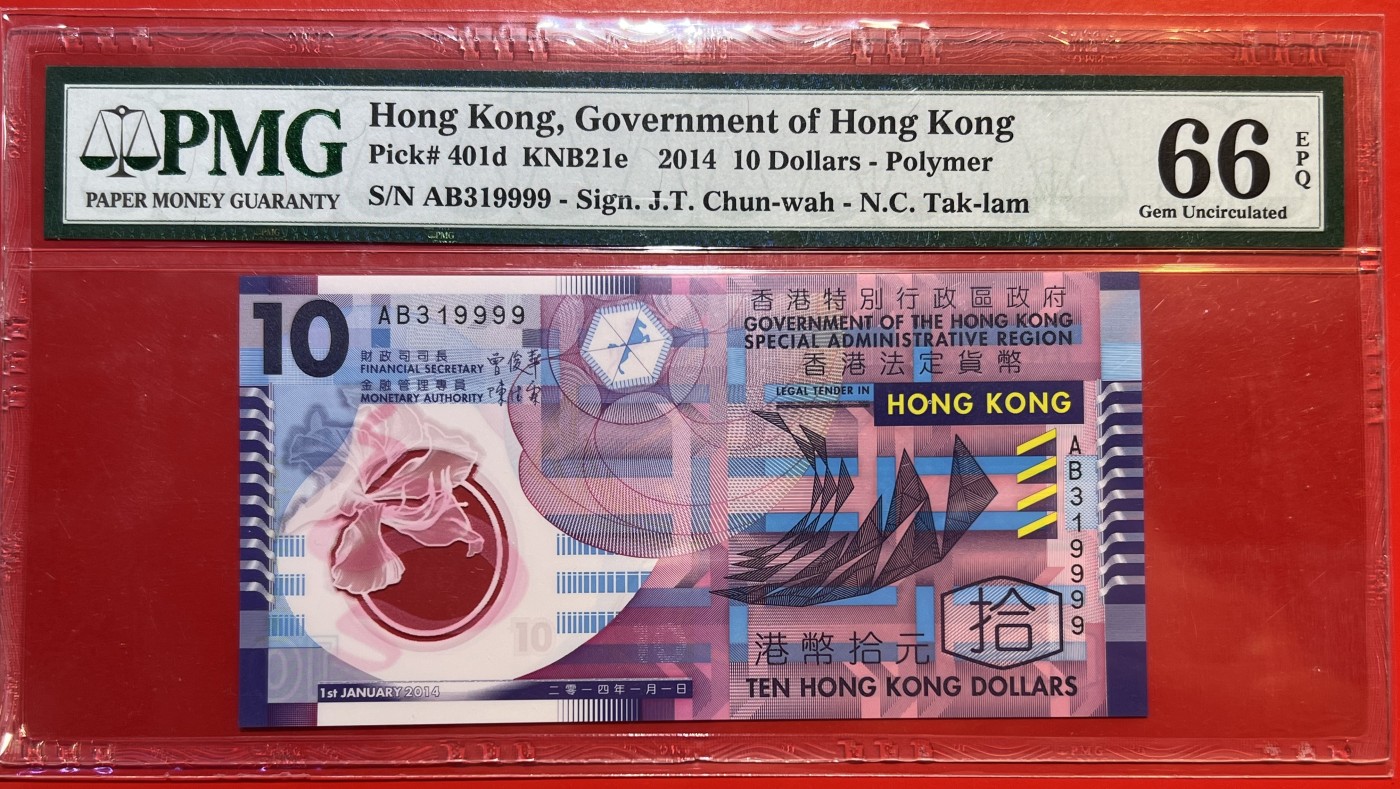 PMG
PAPER MONEY GUARANTY
Hong Kong, Government of Hong Kong
Pick# 401d KNB21e 2014 10 Dollars - Polymer
S/N AB319999 - Sign. J.T. Chun-wah - N.C. Tak-lam
66
EPQ
Gem Uncirculated
10
AB319999
財政司司長
FINANCIAL SECRETARY
金融管理專員
MONETARY AUTHORITY
香港特別行政區政府
GOVERNMENT OF THE HONG KONG
SPECIAL ADMINISTRATIVE REGION
香港法定貨幣
LEGAL TENDER IN
HONG KONG
AB319999
10
10
港幣拾元
拾
TEN HONG KONG DOLLARS
1st JANUARY 2014
二零一四年一月一日